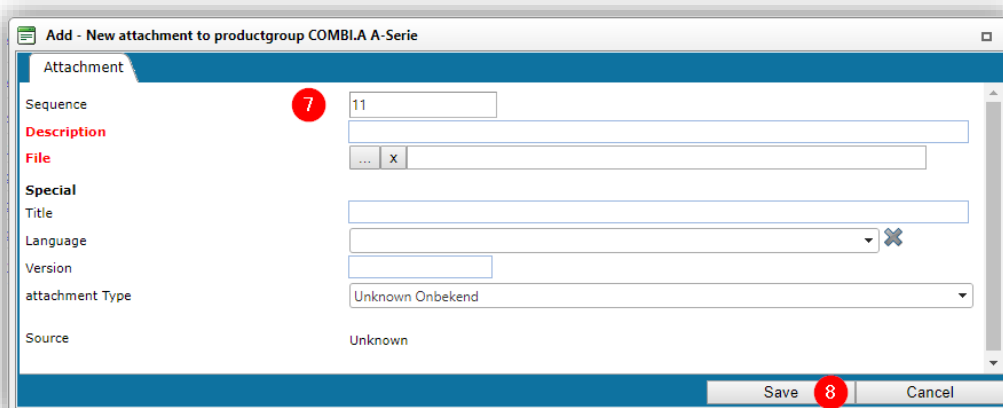 Add - New attachment to productgroup COMBI.A A-Serie
Attachment
Sequence 7 11
Description
File ... x
Special
Title
Language
Version
attachment Type Unknown Onbekend
Source Unknown
Save 8 Cancel